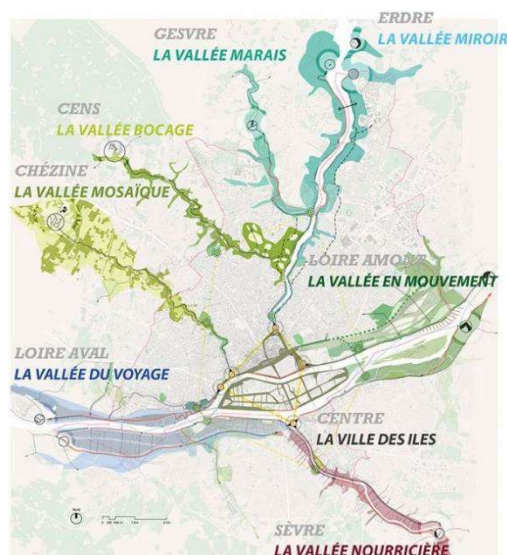 ERDRE
LA VALLÉE MIROIR
GESVRE
LA VALLÉE MARAIS
CENS
LA VALLÉE BOCAGE
CHÉZINE
LA VALLÉE MOSAÏQUE
LOIRE AMONT
LA VALLÉE EN MOUVEMENT
LOIRE AVAL
LA VALLÉE DU VOYAGE
CENTRE
LA VILLE DES ILES
SÈVRE
LA VALLÉE NOURRICIÈRE